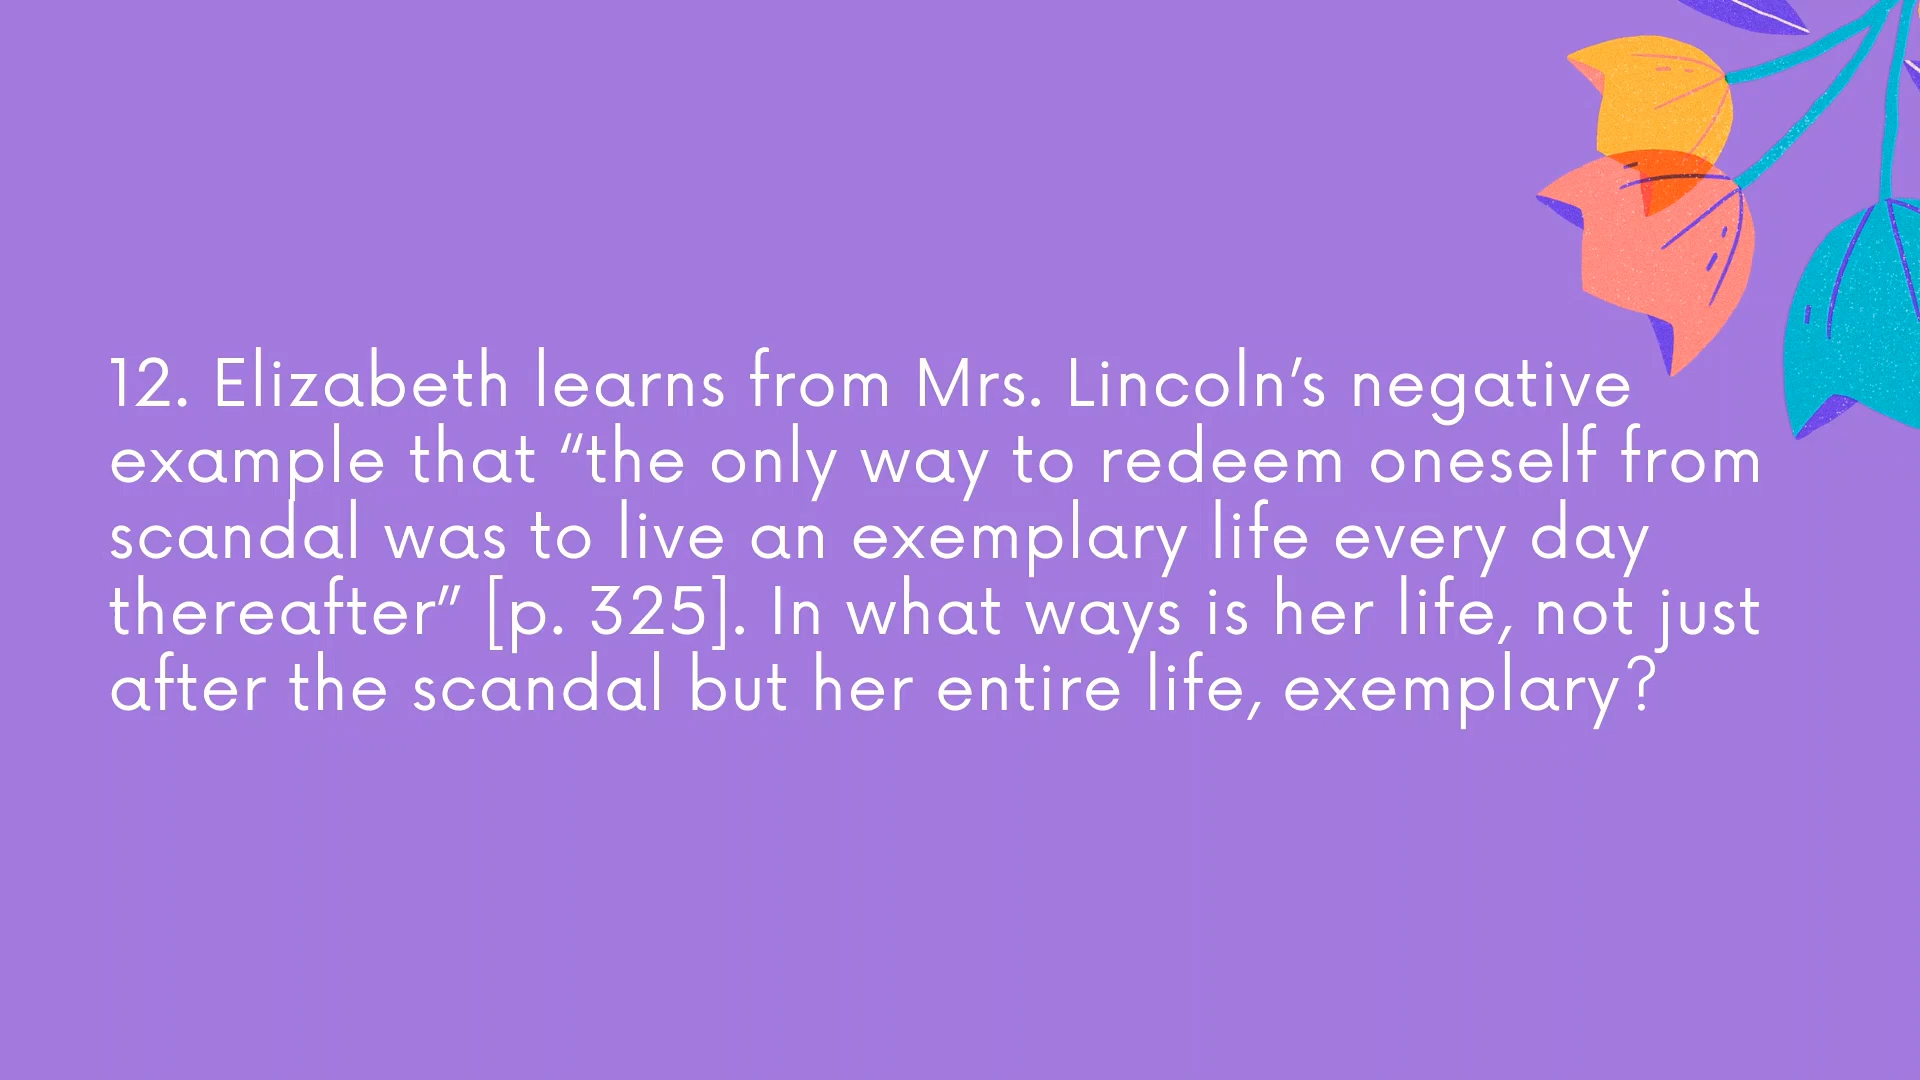 12. Elizabeth learns from Mrs. Lincoln’s negative
example that “the only way to redeem oneself from
scandal was to live an exemplary life every day
thereafter” [p. 325]. In what ways is her life, not just
after the scandal but her entire life, exemplary?